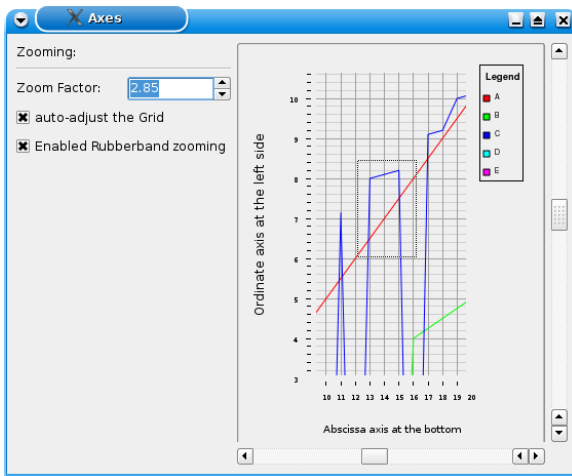 Axes
Zooming:
Zoom Factor: 2.85
auto-adjust the Grid
Enabled Rubberband zooming
Ordinate axis at the left side
10
9
8
7
6
5
4
3
10 11 12 13 14 15 16 17 18 19 20
Abscissa axis at the bottom
Legend
A
B
C
D
E